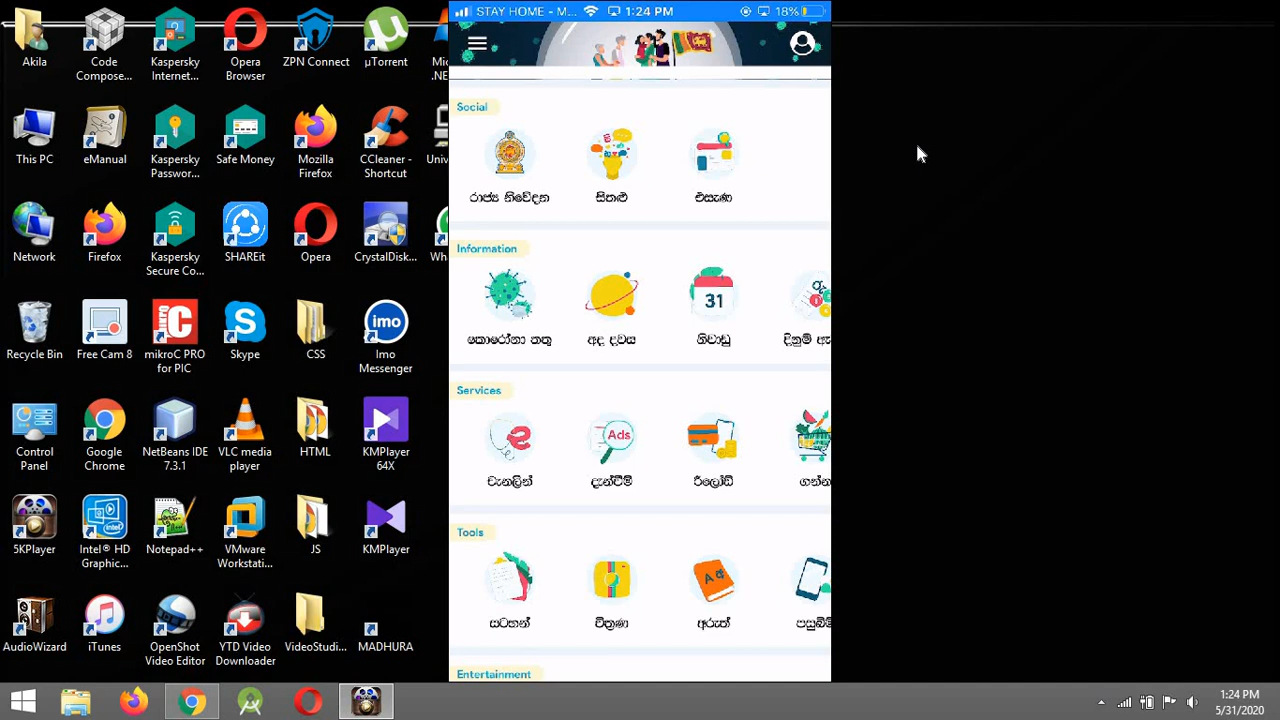 Akila
Code Compose...
Kaspersky Internet...
Opera Browser
ZPN Connect
µTorrent
This PC
eManual
Kaspersky Passwor...
Safe Money
Mozilla Firefox
CCleaner - Shortcut
Network
Firefox
Kaspersky Secure Co...
SHAREit
Opera
CrystalDisk...
Recycle Bin
Free Cam 8
mikroC PRO for PIC
Skype
CSS
Imo Messenger
Control Panel
Google Chrome
NetBeans IDE 7.3.1
VLC media player
HTML
KMPlayer 64X
5KPlayer
Intel® HD Graphic...
Notepad++
VMware Workstati...
JS
KMPlayer
AudioWizard
iTunes
OpenShot Video Editor
YTD Video Downloader
VideoStudi...
MADHURA
STAY HOME - M... 1:24 PM 18%
Social
රාජ්‍ය නිවේදන
සිතළු
එසැණ
Information
31
කොරෝනා තතු
අද දවස
නිවාඩු
Services
Ads
චැනලින්
දැන්වීම්
රීලෝඩ්
Tools
සටහන්
චිත්‍රණ
අරුත්
Entertainment
1:24 PM
5/31/2020